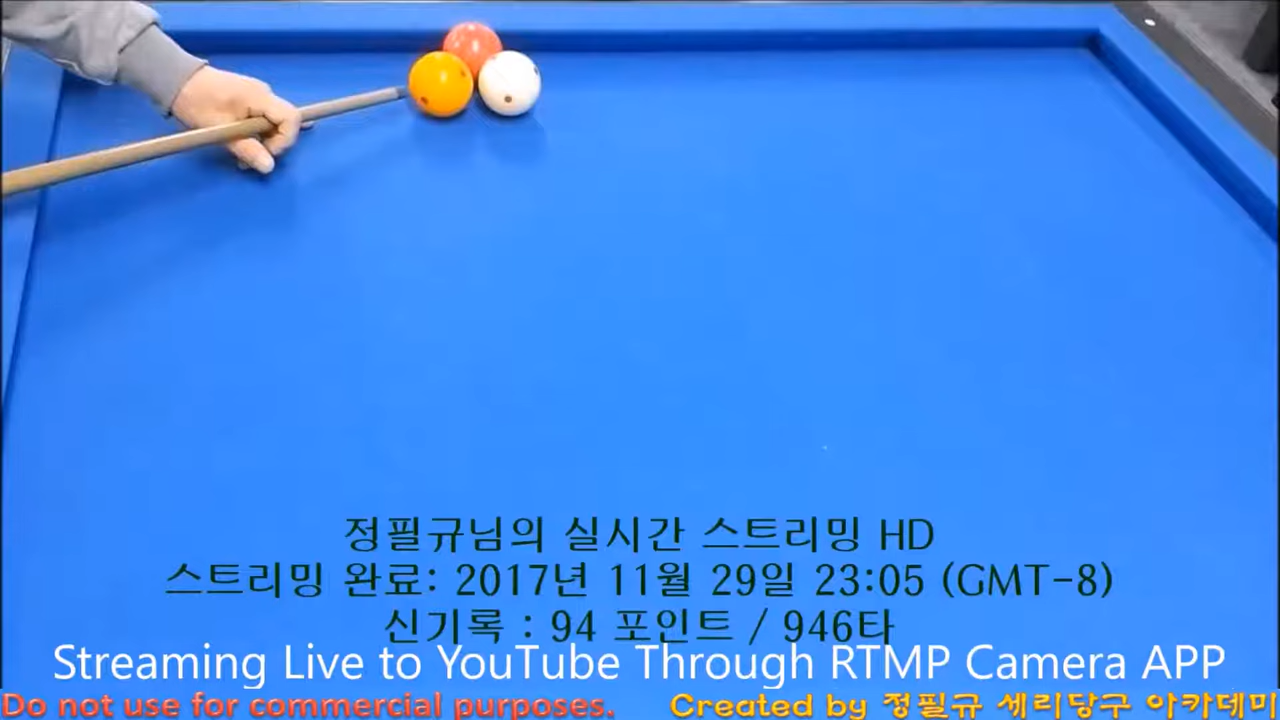 정필규님의 실시간 스트리밍 HD
스트리밍 완료: 2017년 11월 29일 23:05 (GMT-8)
신기록 : 94 포인트 / 946타
Streaming Live to YouTube Through RTMP Camera APP
Do not use for commercial purposes. Created by 정필규 세리당구 아카데미